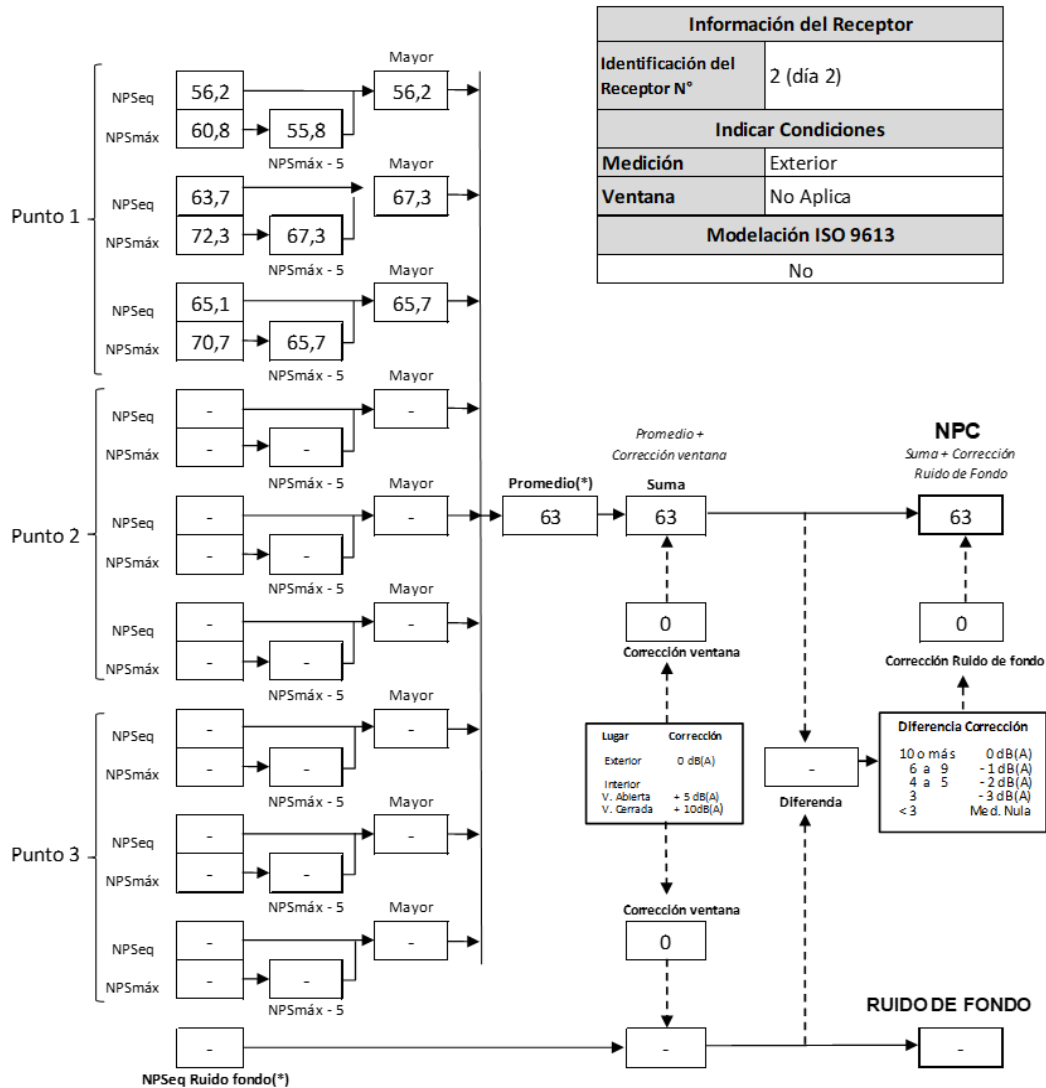 Información del Receptor
Identificación del
Receptor N°
2 (día 2)
Indicar Condiciones
Medición
Exterior
Ventana
No Aplica
Modelación ISO 9613
No
Punto 1
Mayor
NPSeq
56,2
56,2
NPSmáx
60,8
55,8
NPSmáx - 5
Mayor
NPSeq
63,7
67,3
NPSmáx
72,3
67,3
NPSmáx - 5
Mayor
NPSeq
65,1
65,7
NPSmáx
70,7
65,7
NPSmáx - 5
Punto 2
Mayor
NPSeq
-
-
NPSmáx
-
-
NPSmáx - 5
Mayor
NPSeq
-
-
NPSmáx
-
-
NPSmáx - 5
Mayor
NPSeq
-
-
NPSmáx
-
-
NPSmáx - 5
Punto 3
Mayor
NPSeq
-
-
NPSmáx
-
-
NPSmáx - 5
Mayor
NPSeq
-
-
NPSmáx
-
-
NPSmáx - 5
Mayor
NPSeq
-
-
NPSmáx
-
-
NPSmáx - 5
-
NPSeq Ruido fondo(*)
Promedio(*)
63
Promedio +
Corrección ventana
Suma
63
0
Corrección ventana
Lugar Corrección
Exterior 0 dB(A)
Interior
V. Abierta + 5 dB(A)
V. Cerrada + 10dB(A)
Corrección ventana
0
-
NPC
Suma + Corrección
Ruido de Fondo
63
0
Corrección Ruido de fondo
-
Diferenda
Diferencia Corrección
10 o más 0 dB(A)
6 a 9 - 1 dB(A)
4 a 5 - 2 dB(A)
3 - 3 dB(A)
< 3 Med. Nula
RUIDO DE FONDO
-